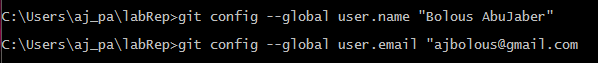 C:\Users\aj_pa\labRep>git config --global user.name "Bolous AbuJaber"
C:\Users\aj_pa\labRep>git config --global user.email "ajbolous@gmail.com